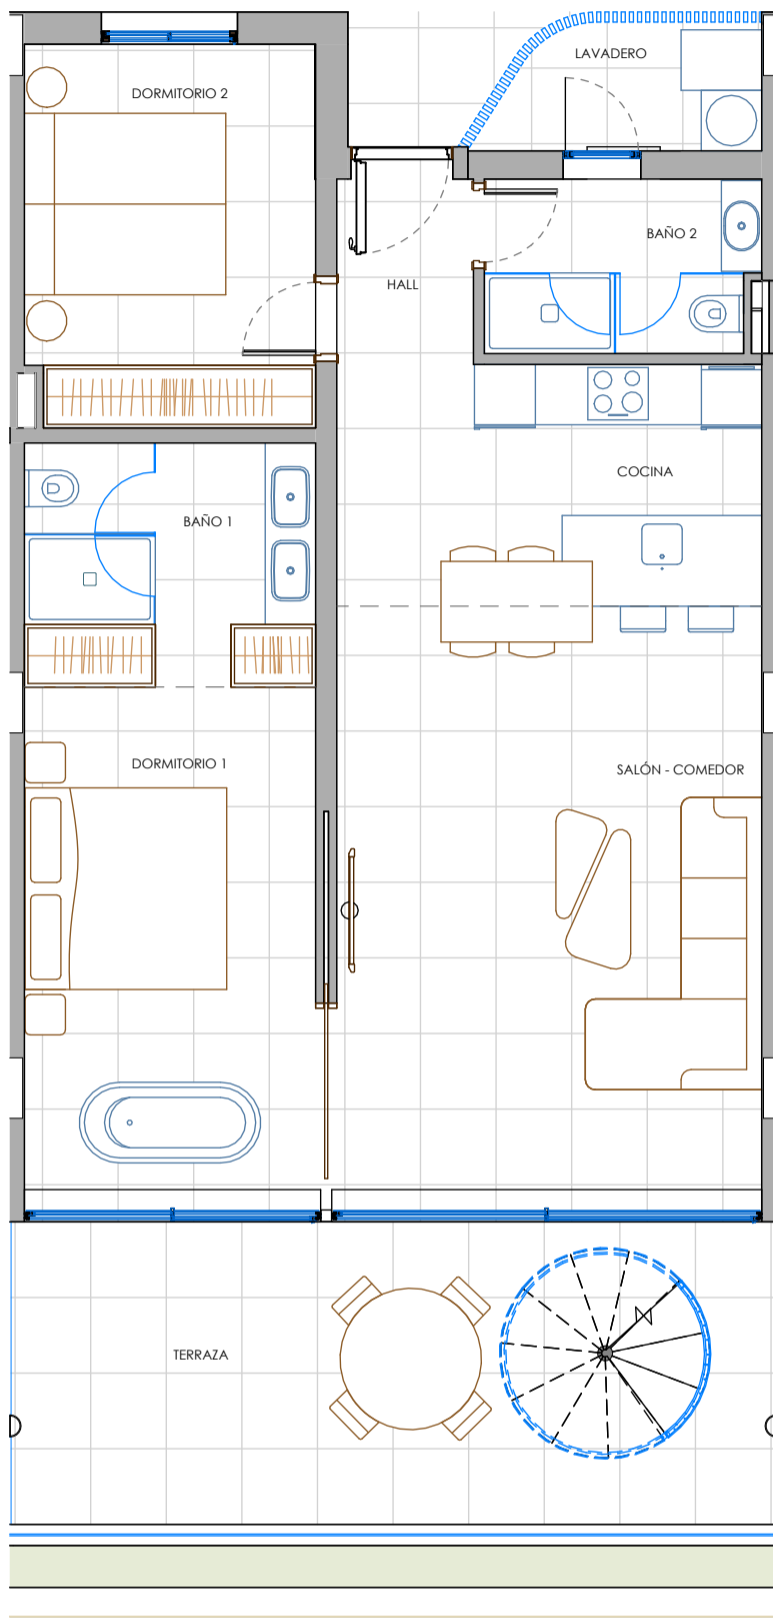 LAVADERO
DORMITORIO 2
BAÑO 2
HALL
COCINA
BAÑO 1
DORMITORIO 1
SALÓN - COMEDOR
TERRAZA